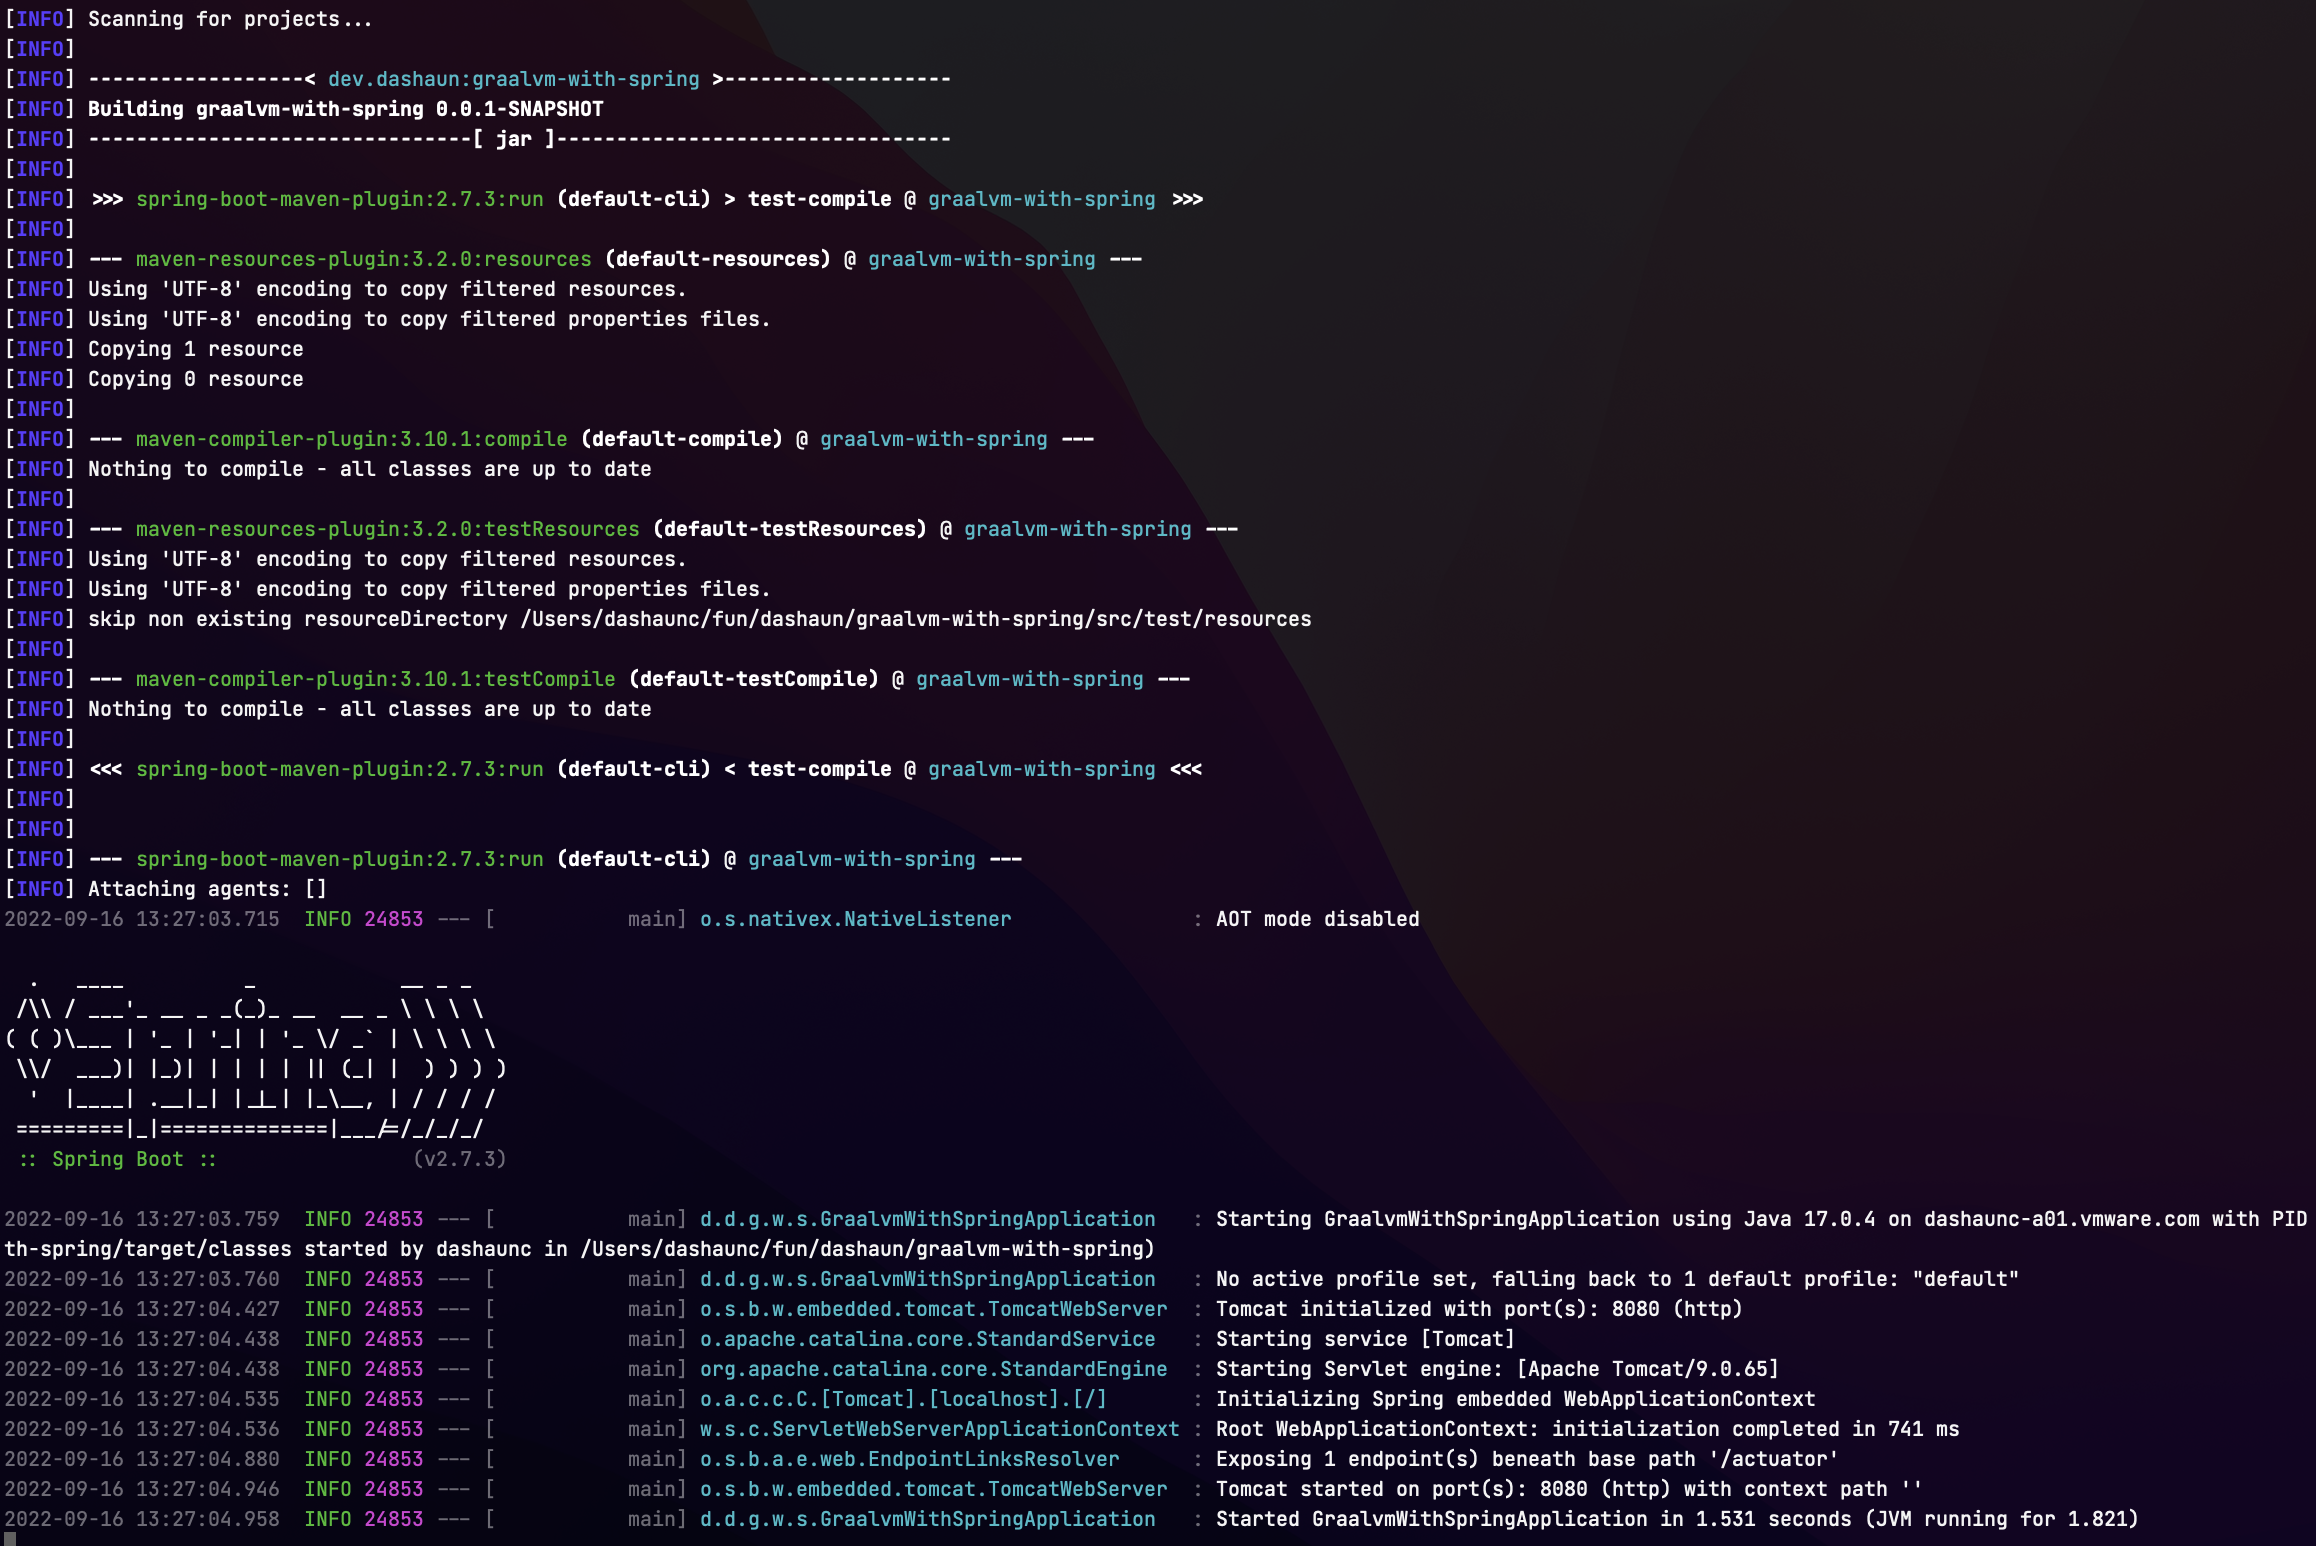 [INFO] Scanning for projects...
[INFO]
[INFO] ------------------< dev.dashaun:graalvm-with-spring >-------------------
[INFO] Building graalvm-with-spring 0.0.1-SNAPSHOT
[INFO] --------------------------------[ jar ]---------------------------------
[INFO]
[INFO] >>> spring-boot-maven-plugin:2.7.3:run (default-cli) > test-compile @ graalvm-with-spring >>>
[INFO]
[INFO] --- maven-resources-plugin:3.2.0:resources (default-resources) @ graalvm-with-spring ---
[INFO] Using 'UTF-8' encoding to copy filtered resources.
[INFO] Using 'UTF-8' encoding to copy filtered properties files.
[INFO] Copying 1 resource
[INFO] Copying 0 resource
[INFO]
[INFO] --- maven-compiler-plugin:3.10.1:compile (default-compile) @ graalvm-with-spring ---
[INFO] Nothing to compile - all classes are up to date
[INFO]
[INFO] --- maven-resources-plugin:3.2.0:testResources (default-testResources) @ graalvm-with-spring ---
[INFO] Using 'UTF-8' encoding to copy filtered resources.
[INFO] Using 'UTF-8' encoding to copy filtered properties files.
[INFO] skip non existing resourceDirectory /Users/dashaunc/fun/dashaun/graalvm-with-spring/src/test/resources
[INFO]
[INFO] --- maven-compiler-plugin:3.10.1:testCompile (default-testCompile) @ graalvm-with-spring ---
[INFO] Nothing to compile - all classes are up to date
[INFO]
[INFO] <<< spring-boot-maven-plugin:2.7.3:run (default-cli) < test-compile @ graalvm-with-spring <<<
[INFO]
[INFO]
[INFO] --- spring-boot-maven-plugin:2.7.3:run (default-cli) @ graalvm-with-spring ---
[INFO] Attaching agents: []
2022-09-16 13:27:03.715  INFO 24853 --- [           main] o.s.nativex.NativeListener               : AOT mode disabled
  .   ____          _            __ _ _
 /\\ / ___'_ __ _ _(_)_ __  __ _ \ \ \ \
( ( )\___ | '_ | '_| | '_ \/ _` | \ \ \ \
 \\/  ___)| |_)| | | | | || (_| |  ) ) ) )
  '  |____| .__|_| |_|_| |_\__, | / / / /
 =========|_|==============|___/=/_/_/_/
 :: Spring Boot ::                (v2.7.3)
2022-09-16 13:27:03.759  INFO 24853 --- [           main] d.d.g.w.s.GraalvmWithSpringApplication   : Starting GraalvmWithSpringApplication using Java 17.0.4 on dashaunc-a01.vmware.com with PID
th-spring/target/classes started by dashaunc in /Users/dashaunc/fun/dashaun/graalvm-with-spring)
2022-09-16 13:27:03.760  INFO 24853 --- [           main] d.d.g.w.s.GraalvmWithSpringApplication   : No active profile set, falling back to 1 default profile: "default"
2022-09-16 13:27:04.427  INFO 24853 --- [           main] o.s.b.w.embedded.tomcat.TomcatWebServer  : Tomcat initialized with port(s): 8080 (http)
2022-09-16 13:27:04.438  INFO 24853 --- [           main] o.apache.catalina.core.StandardService   : Starting service [Tomcat]
2022-09-16 13:27:04.438  INFO 24853 --- [           main] org.apache.catalina.core.StandardEngine  : Starting Servlet engine: [Apache Tomcat/9.0.65]
2022-09-16 13:27:04.535  INFO 24853 --- [           main] o.a.c.c.C.[Tomcat].[localhost].[/]       : Initializing Spring embedded WebApplicationContext
2022-09-16 13:27:04.536  INFO 24853 --- [           main] w.s.c.ServletWebServerApplicationContext : Root WebApplicationContext: initialization completed in 741 ms
2022-09-16 13:27:04.880  INFO 24853 --- [           main] o.s.b.a.e.web.EndpointLinksResolver      : Exposing 1 endpoint(s) beneath base path '/actuator'
2022-09-16 13:27:04.946  INFO 24853 --- [           main] o.s.b.w.embedded.tomcat.TomcatWebServer  : Tomcat started on port(s): 8080 (http) with context path ''
2022-09-16 13:27:04.958  INFO 24853 --- [           main] d.d.g.w.s.GraalvmWithSpringApplication   : Started GraalvmWithSpringApplication in 1.531 seconds (JVM running for 1.821)